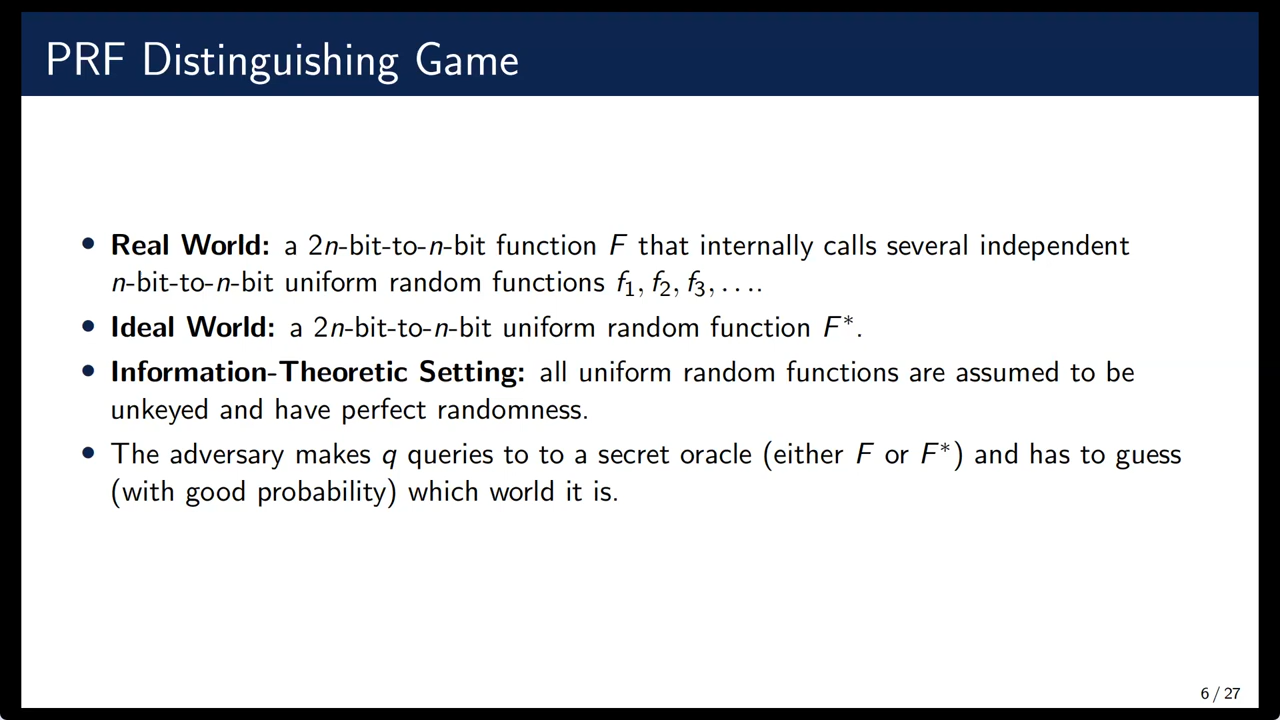 PRF Distinguishing Game
• Real World: a 2n-bit-to-n-bit function F that internally calls several independent
n-bit-to-n-bit uniform random functions f₁, f₂, f₃, . . ..
• Ideal World: a 2n-bit-to-n-bit uniform random function F*.
• Information-Theoretic Setting: all uniform random functions are assumed to be
unkeyed and have perfect randomness.
• The adversary makes q queries to to a secret oracle (either F or F*) and has to guess
(with good probability) which world it is.
6 / 27